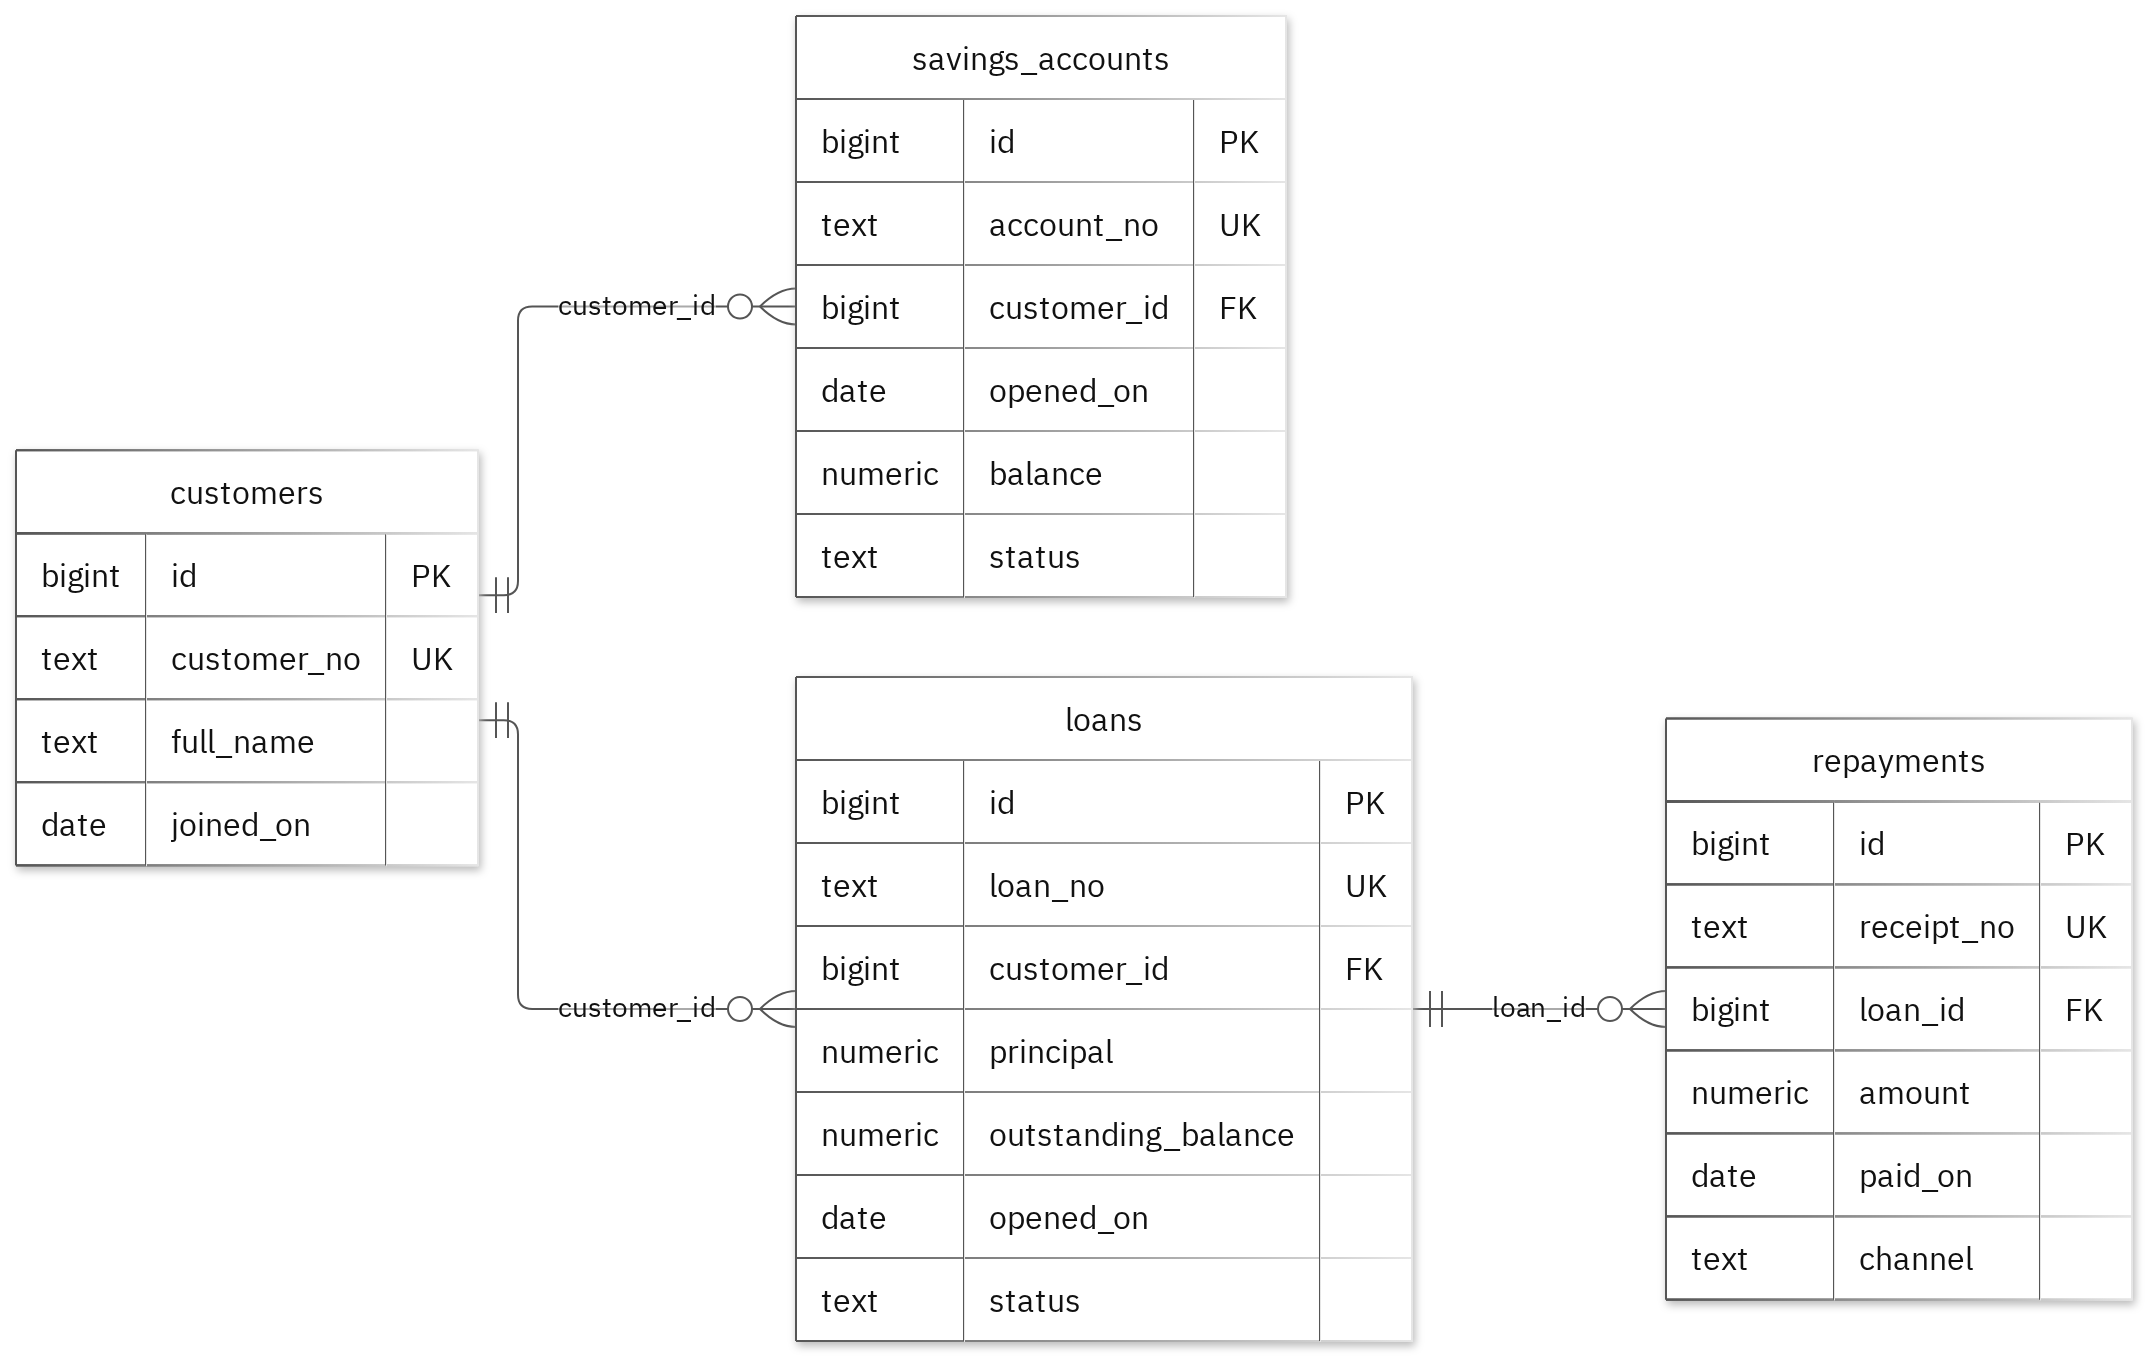 savings_accounts
bigint id PK
text account_no UK
bigint customer_id FK
date opened_on
numeric balance
text status
customer_id
customers
bigint id PK
text customer_no UK
text full_name
date joined_on
customer_id
loans
bigint id PK
text loan_no UK
bigint customer_id FK
numeric principal
numeric outstanding_balance
date opened_on
text status
loan_id
repayments
bigint id PK
text receipt_no UK
bigint loan_id FK
numeric amount
date paid_on
text channel